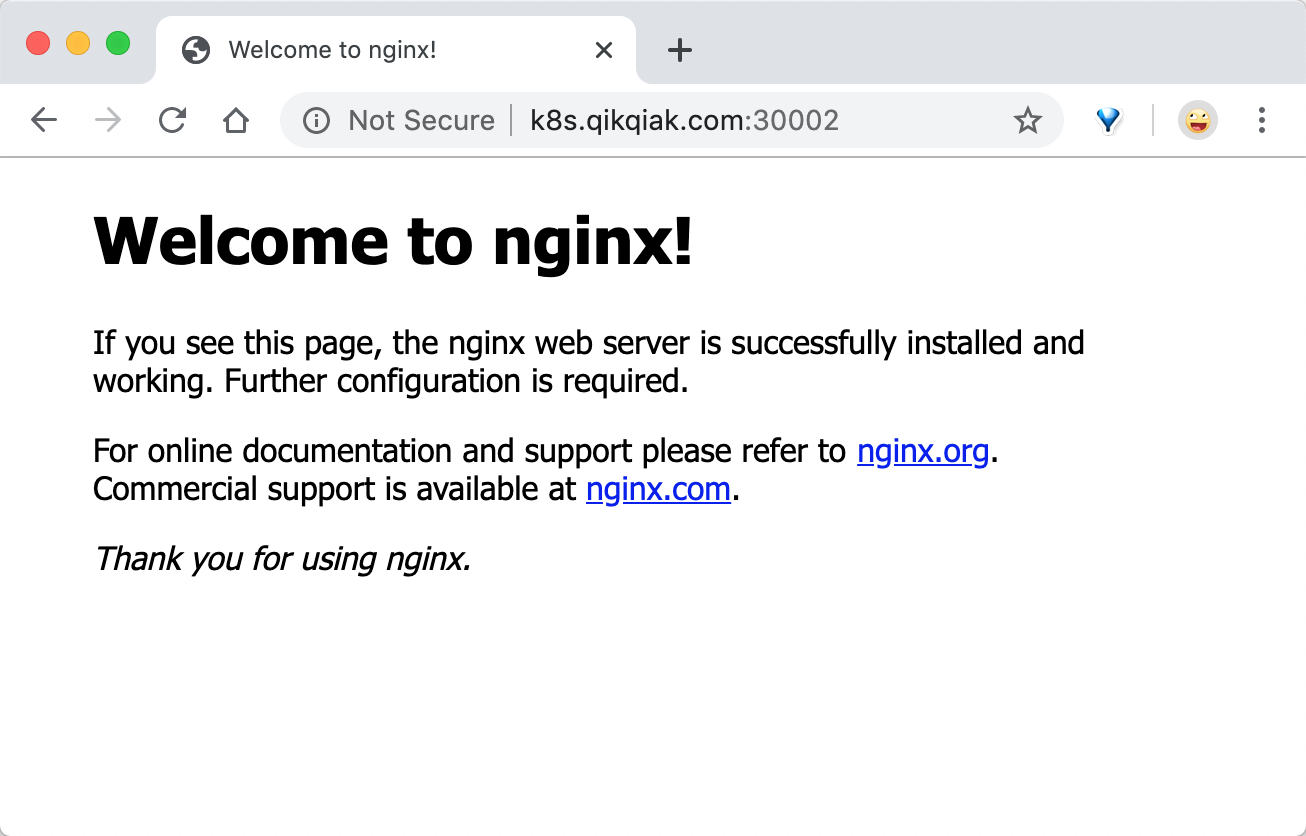 Welcome to nginx!
Not Secure | k8s.qikqiak.com:30002
Welcome to nginx!
If you see this page, the nginx web server is successfully installed and
working. Further configuration is required.
For online documentation and support please refer to nginx.org.
Commercial support is available at nginx.com.
Thank you for using nginx.